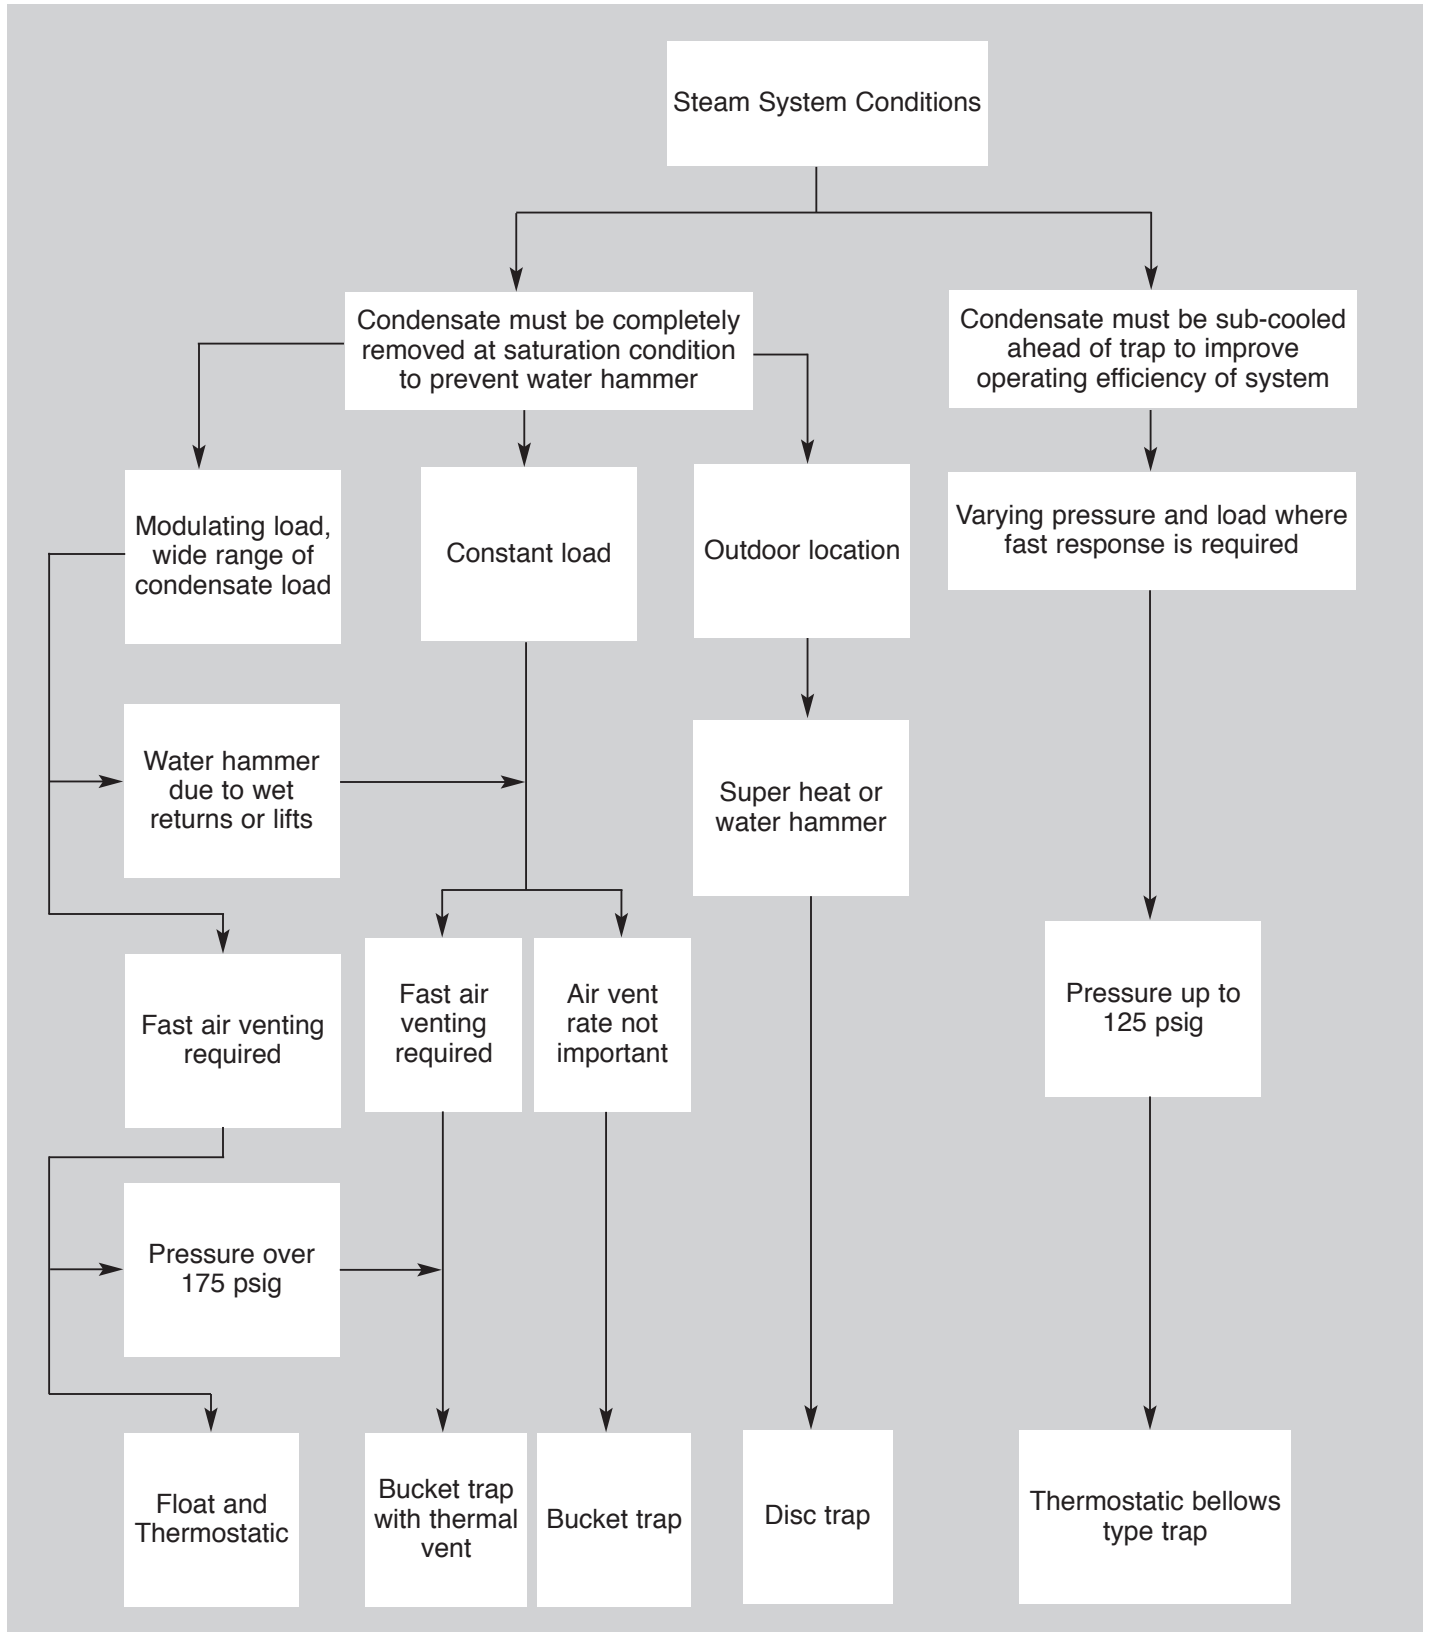 Steam System Conditions
Condensate must be completely
removed at saturation condition
to prevent water hammer
Condensate must be sub-cooled
ahead of trap to improve
operating efficiency of system
Modulating load,
wide range of
condensate load
Constant load
Outdoor location
Varying pressure and load where
fast response is required
Water hammer
due to wet
returns or lifts
Super heat or
water hammer
Fast air venting
required
Fast air
venting
required
Air vent
rate not
important
Pressure up to
125 psig
Pressure over
175 psig
Float and
Thermostatic
Bucket trap
with thermal
vent
Bucket trap
Disc trap
Thermostatic bellows
type trap